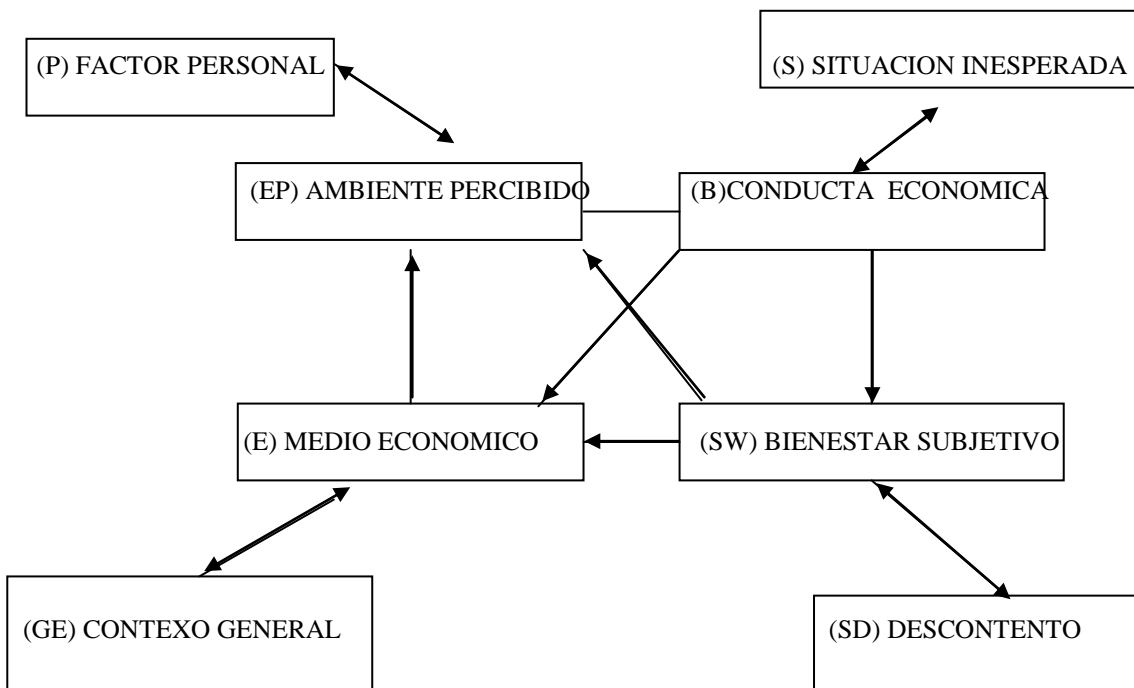 (P) FACTOR PERSONAL
(S) SITUACION INESPERADA
(EP) AMBIENTE PERCIBIDO
(B)CONDUCTA ECONOMICA
(E) MEDIO ECONOMICO
(SW) BIENESTAR SUBJETIVO
(GE) CONTEXO GENERAL
(SD) DESCONTENTO